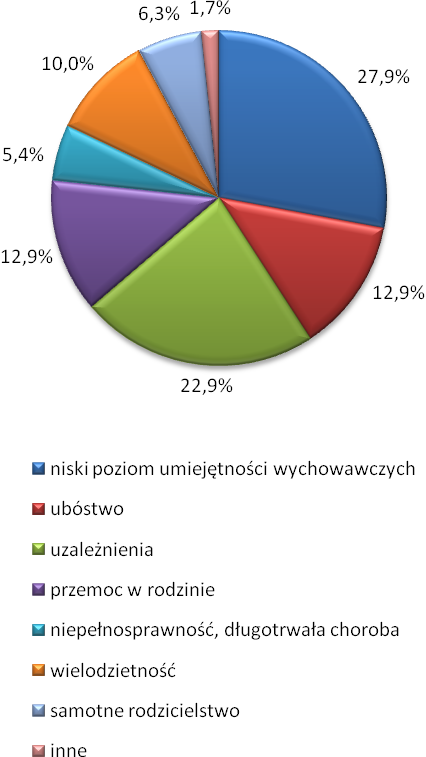 6,3% 1,7%
10,0%
27,9%
5,4%
12,9%
12,9%
22,9%
niski poziom umiejętności wychowawczych
ubóstwo
uzależnienia
przemoc w rodzinie
niepełnosprawność, długotrwała choroba
wielodzietność
samotne rodzicielstwo
inne